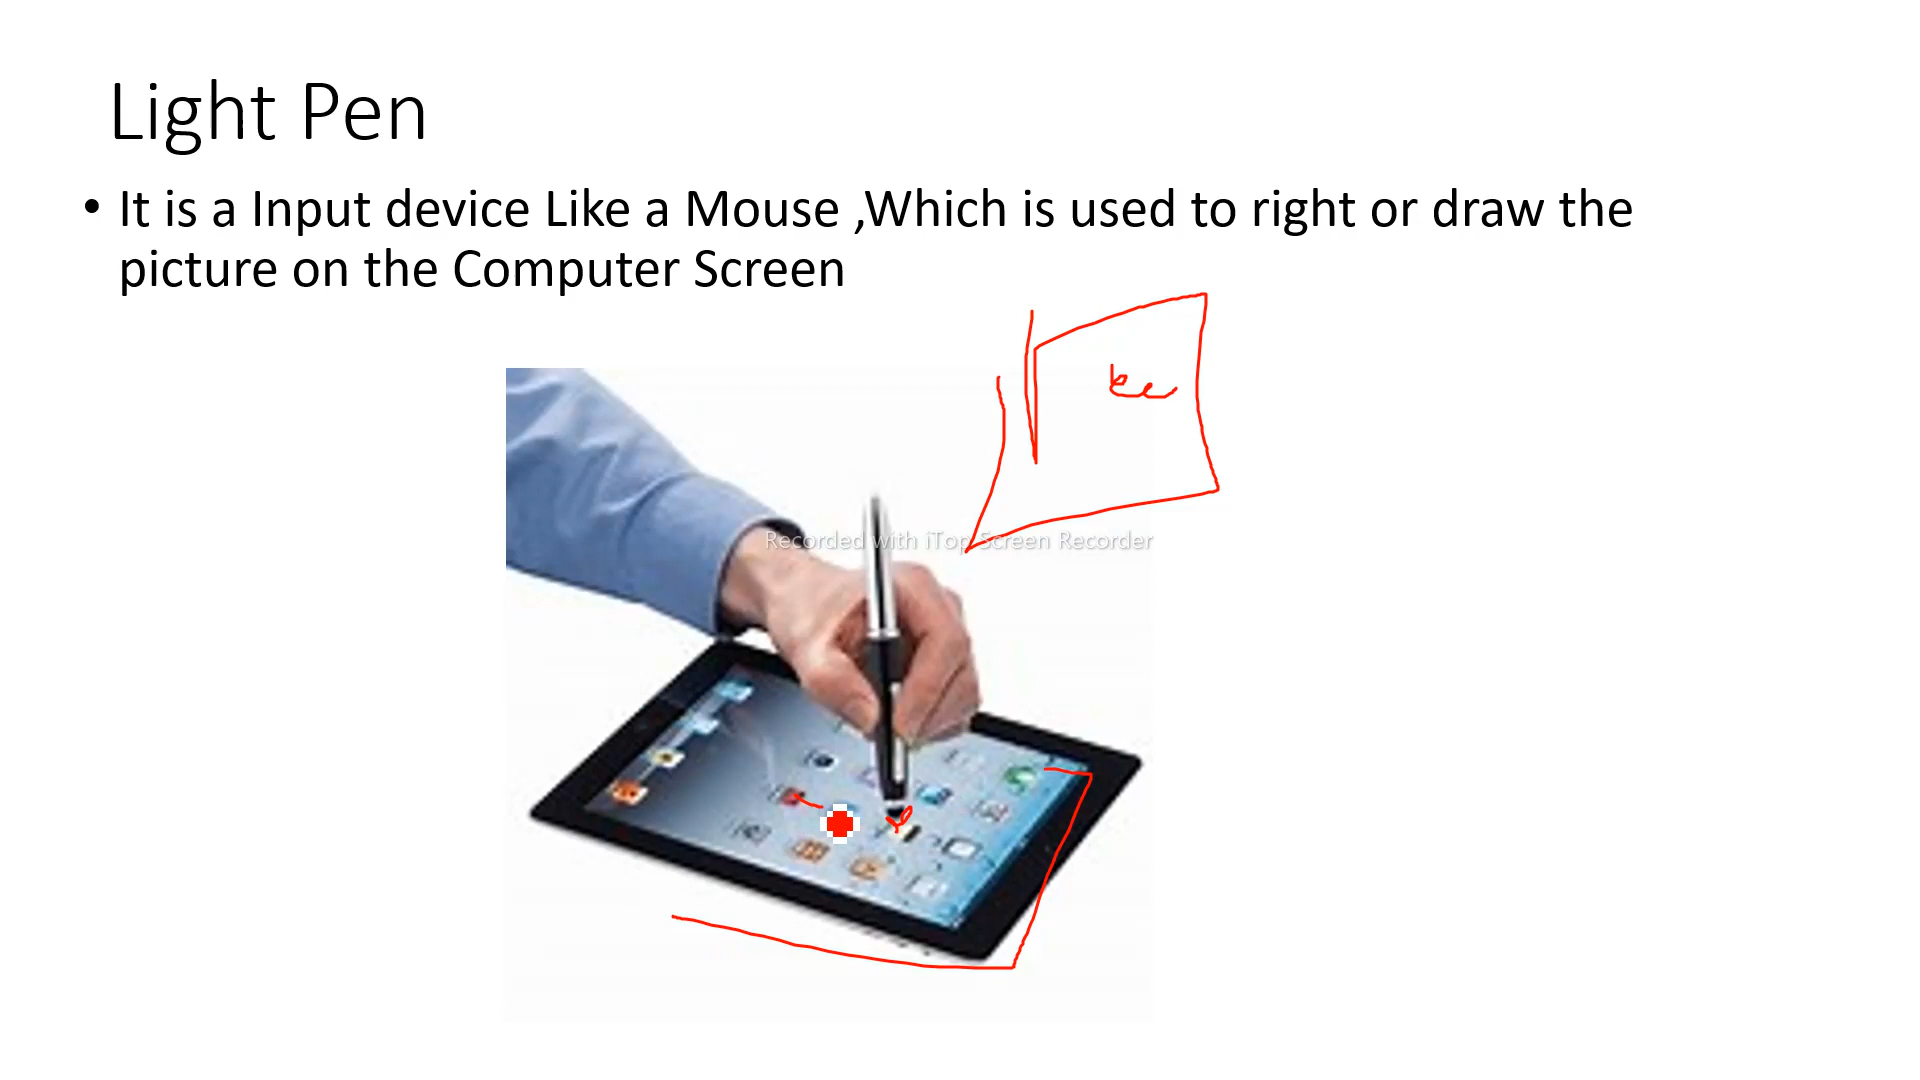 Light Pen
• It is a Input device Like a Mouse ,Which is used to right or draw the
picture on the Computer Screen
Recorded with iTop Screen Recorder